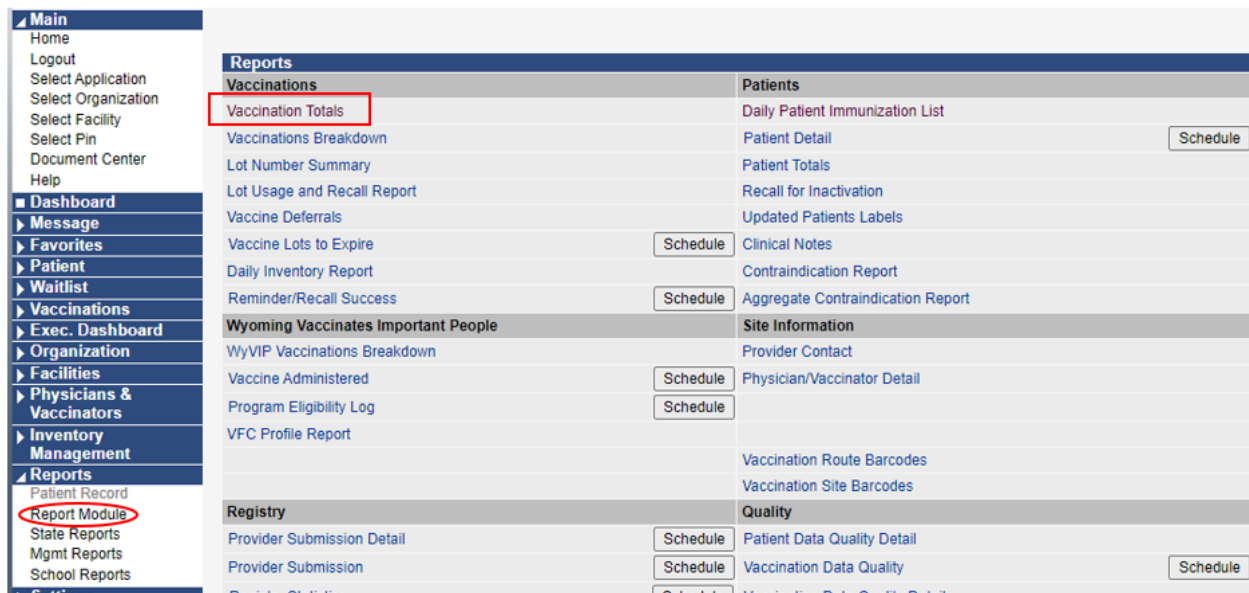 Main
Home
Logout
Select Application
Select Organization
Select Facility
Select Pin
Document Center
Help
Dashboard
Message
Favorites
Patient
Waitlist
Vaccinations
Exec. Dashboard
Organization
Facilities
Physicians &
Vaccinators
Inventory
Management
Reports
Patient Record
Report Module
State Reports
Mgmt Reports
School Reports
Reports
Vaccinations Patients
Vaccination Totals Daily Patient Immunization List
Vaccinations Breakdown Patient Detail Schedule
Lot Number Summary Patient Totals
Lot Usage and Recall Report Recall for Inactivation
Vaccine Deferrals Updated Patients Labels
Vaccine Lots to Expire Schedule Clinical Notes
Daily Inventory Report Contraindication Report
Reminder/Recall Success Schedule Aggregate Contraindication Report
Wyoming Vaccinates Important People Site Information
WyVIP Vaccinations Breakdown Provider Contact
Vaccine Administered Schedule Physician/Vaccinator Detail
Program Eligibility Log Schedule
VFC Profile Report
Vaccination Route Barcodes
Vaccination Site Barcodes
Registry Quality
Provider Submission Detail Schedule Patient Data Quality Detail
Provider Submission Schedule Vaccination Data Quality Schedule